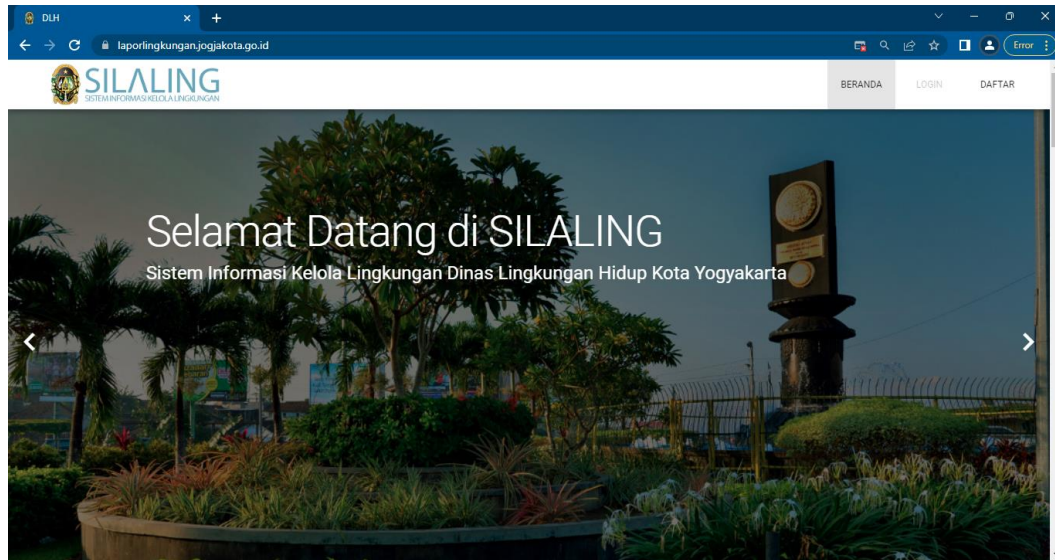 DLH
laporlingkungan.jogjakota.go.id
Error
SILALING
SISTEM INFORMASI KELOLA LINGKUNGAN
BERANDA
LOGIN
DAFTAR
Selamat Datang di SILALING
Sistem Informasi Kelola Lingkungan Dinas Lingkungan Hidup Kota Yogyakarta